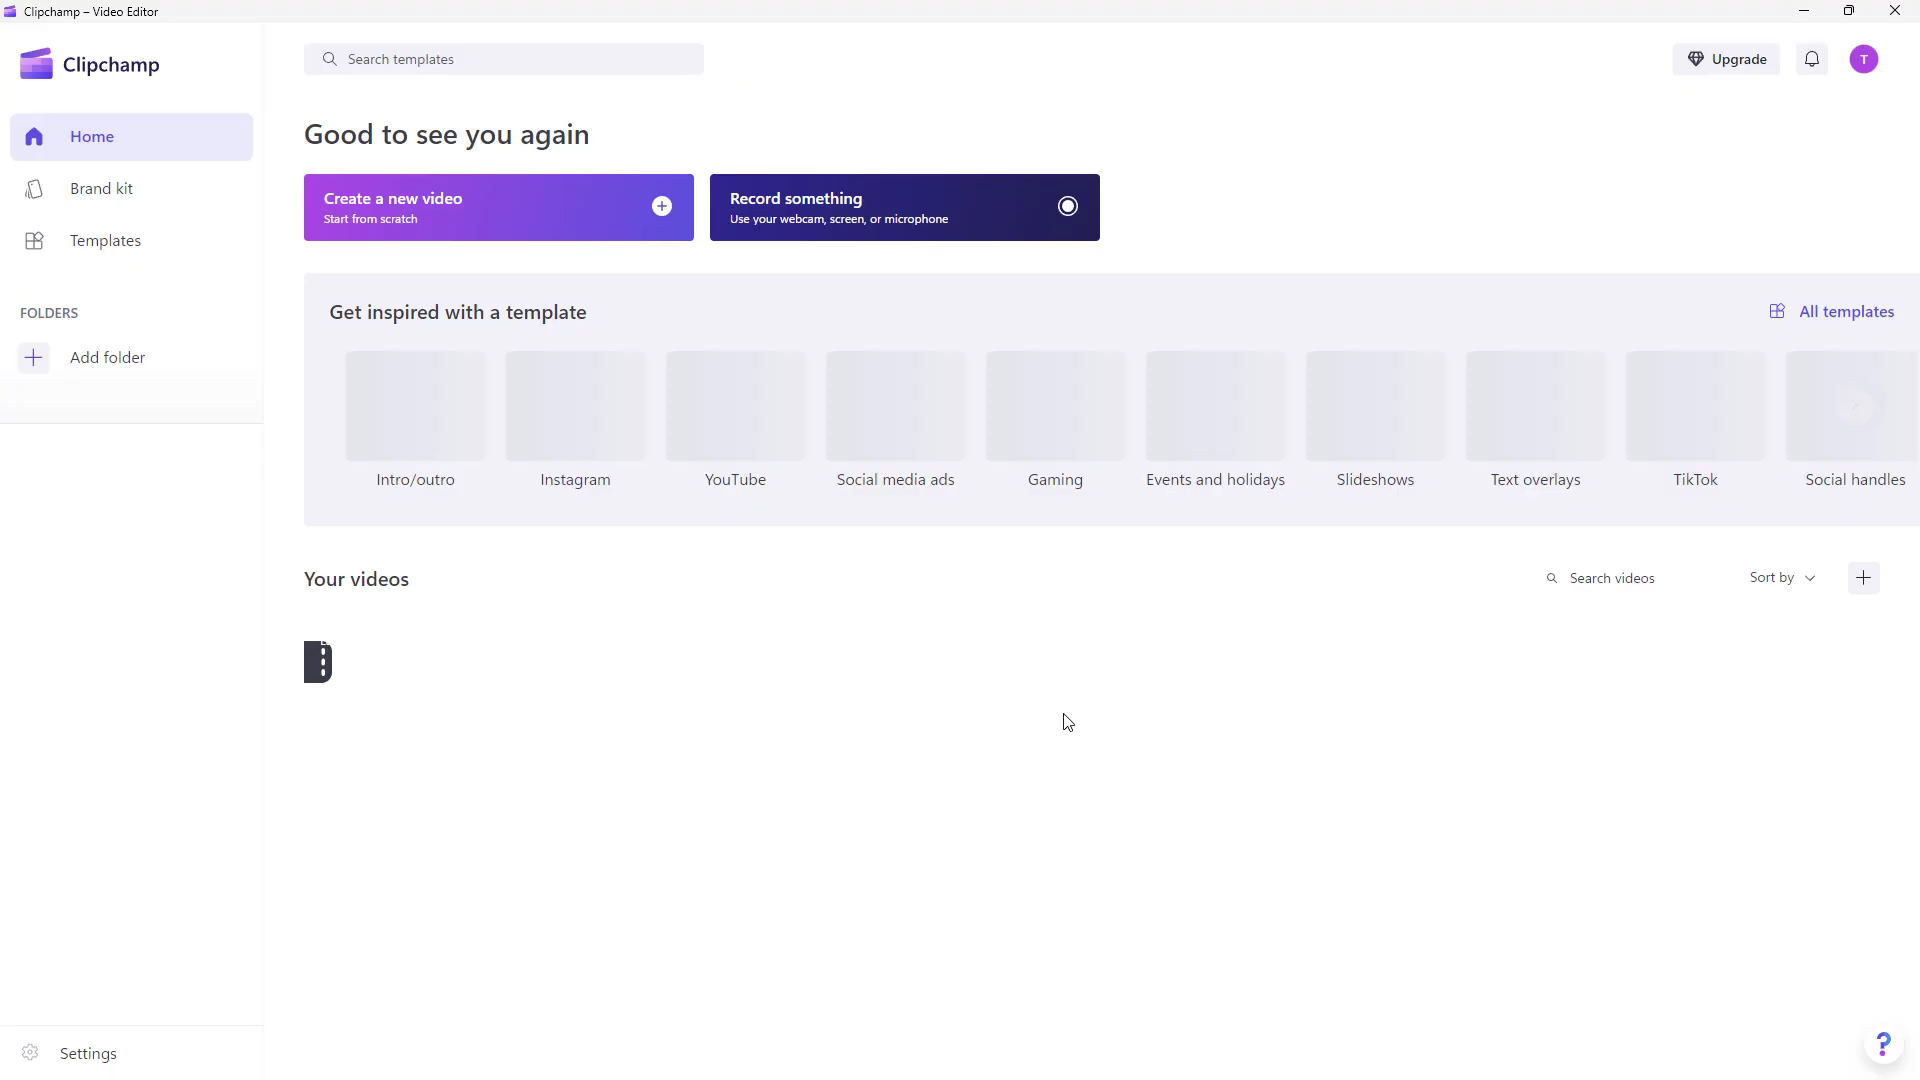 Clipchamp – Video Editor
Clipchamp
Search templates
Upgrade
T
Home
Brand kit
Templates
FOLDERS
Add folder
Good to see you again
Create a new video
Start from scratch
Record something
Use your webcam, screen, or microphone
Get inspired with a template
All templates
Intro/outro
Instagram
YouTube
Social media ads
Gaming
Events and holidays
Slideshows
Text overlays
TikTok
Social handles
Your videos
Search videos
Sort by
Settings
?